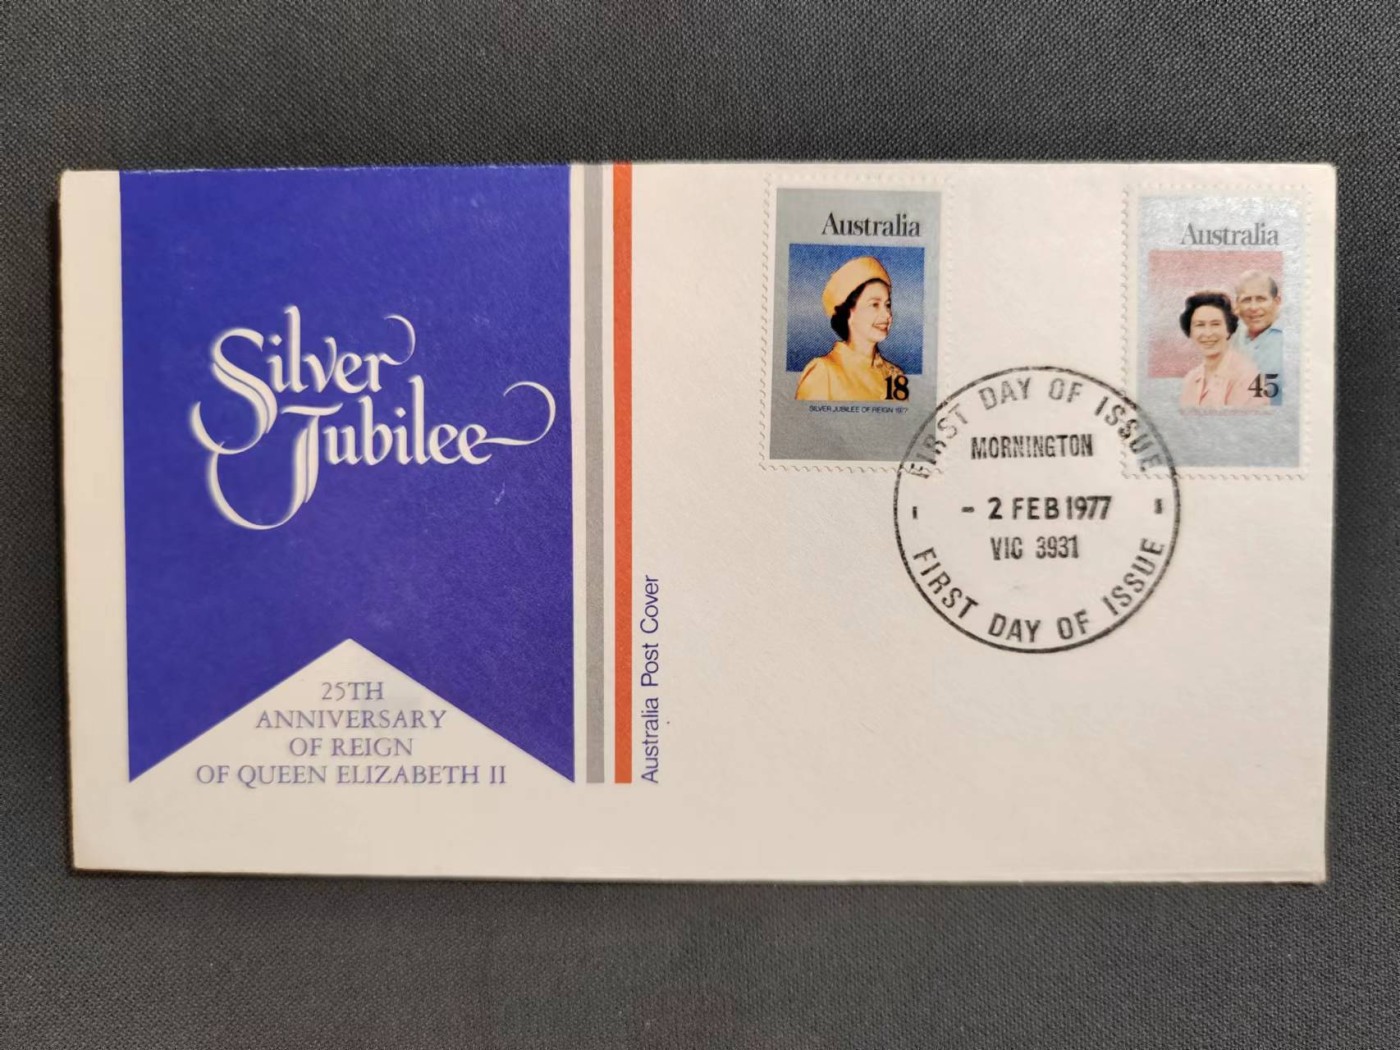 Silver
Jubilee
25TH
ANNIVERSARY
OF REIGN
OF QUEEN ELIZABETH II
Australia Post Cover
Australia
18
SILVER JUBILEE OF REIGN 1977
Australia
45
FIRST DAY OF ISSUE
MORNINGTON
- 2 FEB 1977
VIC 3931
FIRST DAY OF ISSUE